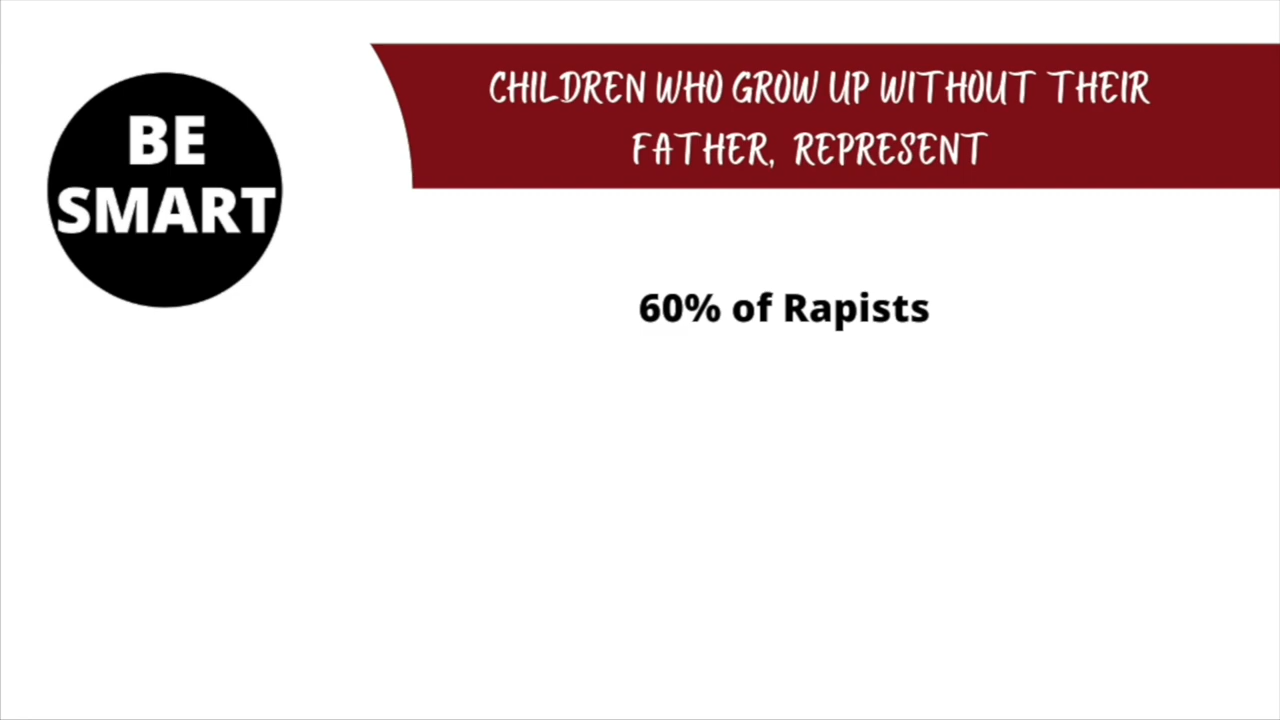 BE
SMART
CHILDREN WHO GROW UP WITHOUT THEIR
FATHER, REPRESENT
60% of Rapists